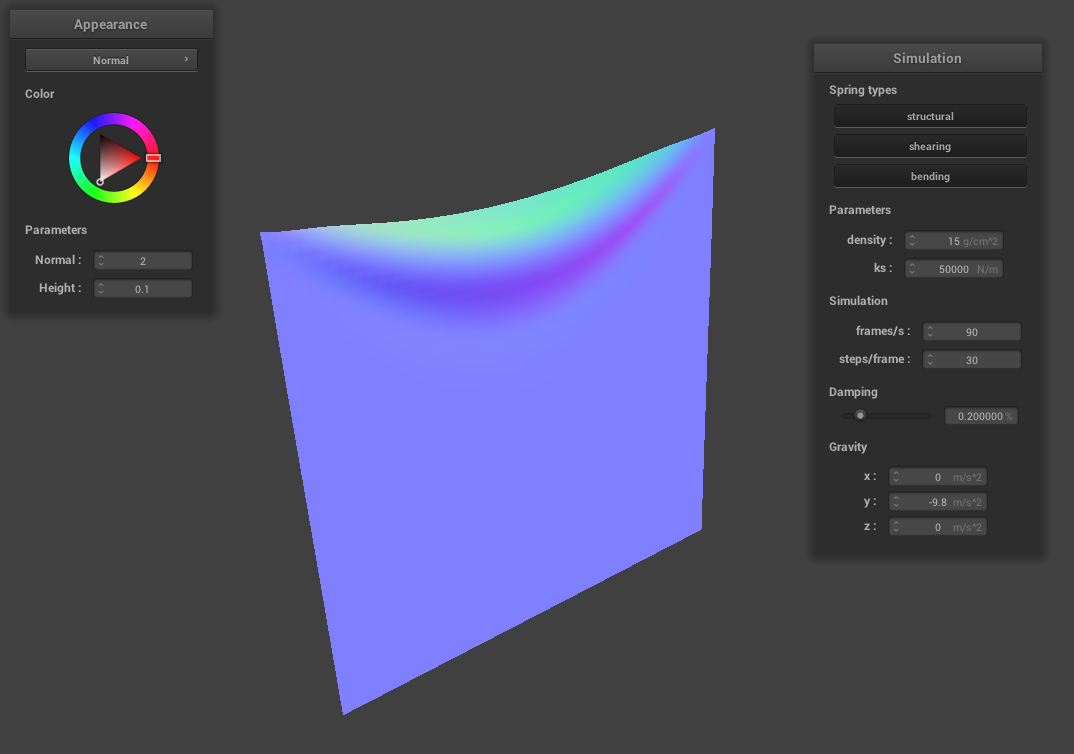 Appearance
Normal ›
Color
Parameters
Normal : 2
Height : 0.1
Simulation
Spring types
structural
shearing
bending
Parameters
density : 15 g/cm^2
ks : 50000 N/m
Simulation
frames/s : 90
steps/frame : 30
Damping
0.200000 %
Gravity
x : 0 m/s^2
y : -9.8 m/s^2
z : 0 m/s^2